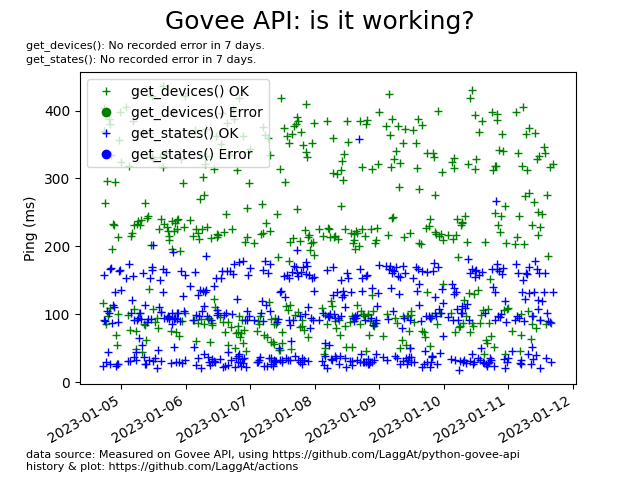 Govee API: is it working?
get_devices(): No recorded error in 7 days.
get_states(): No recorded error in 7 days.
get_devices() OK
get_devices() Error
get_states() OK
get_states() Error
Ping (ms)
400
300
200
100
0
2023-01-05
2023-01-06
2023-01-07
2023-01-08
2023-01-09
2023-01-10
2023-01-11
2023-01-12
data source: Measured on Govee API, using https://github.com/LaggAt/python-govee-api
history & plot: https://github.com/LaggAt/actions